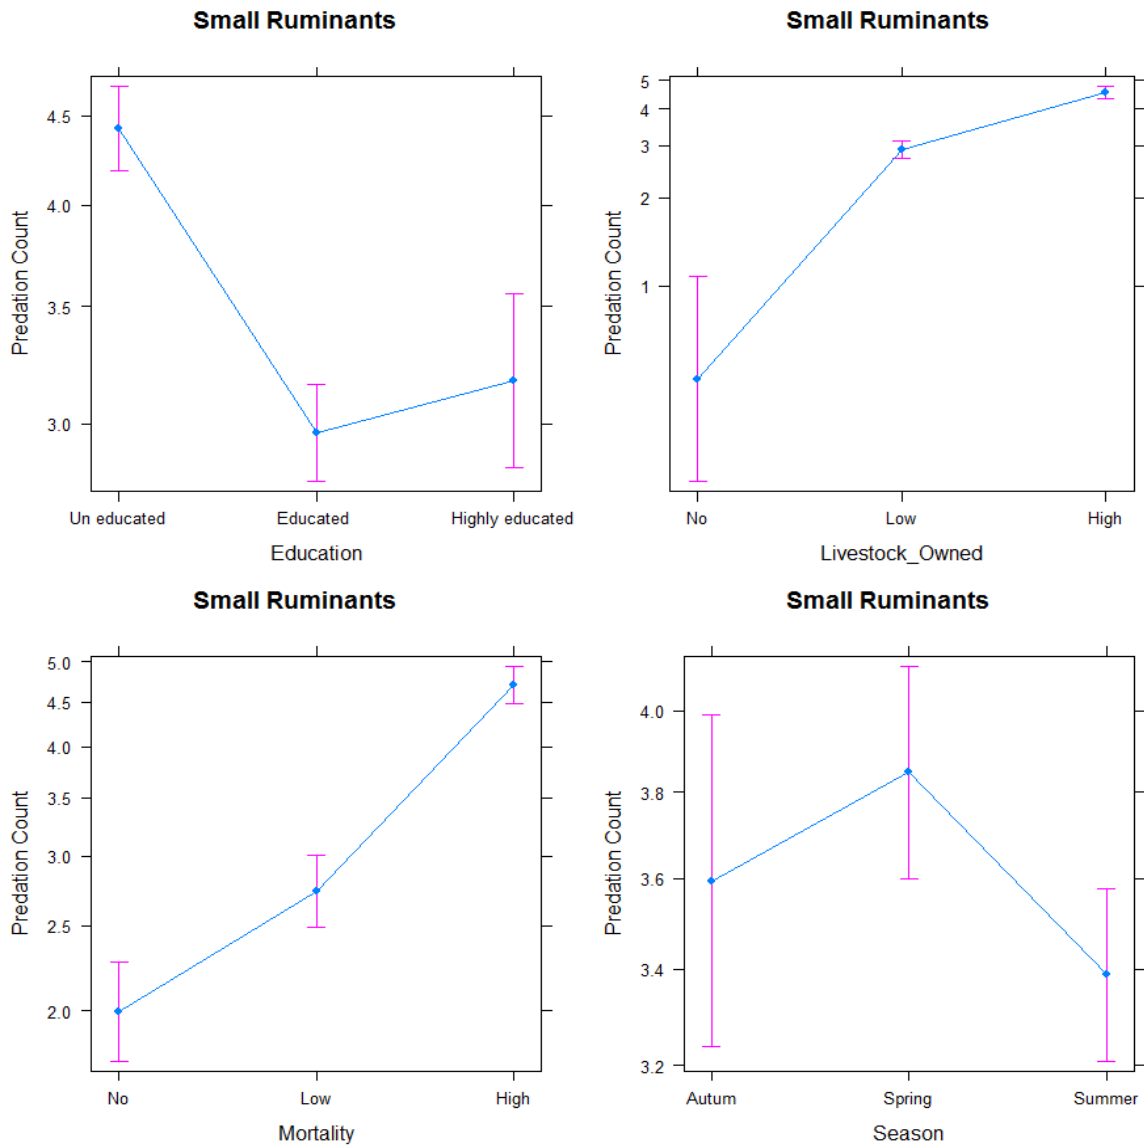 Small Ruminants
Predation Count
4.5
4.0
3.5
3.0
Un educated Educated Highly educated
Education
Small Ruminants
Predation Count
5
4
3
2
1
No Low High
Livestock_Owned
Small Ruminants
Predation Count
5.0
4.5
4.0
3.5
3.0
2.5
2.0
No Low High
Mortality
Small Ruminants
Predation Count
4.0
3.8
3.6
3.4
3.2
Autum Spring Summer
Season